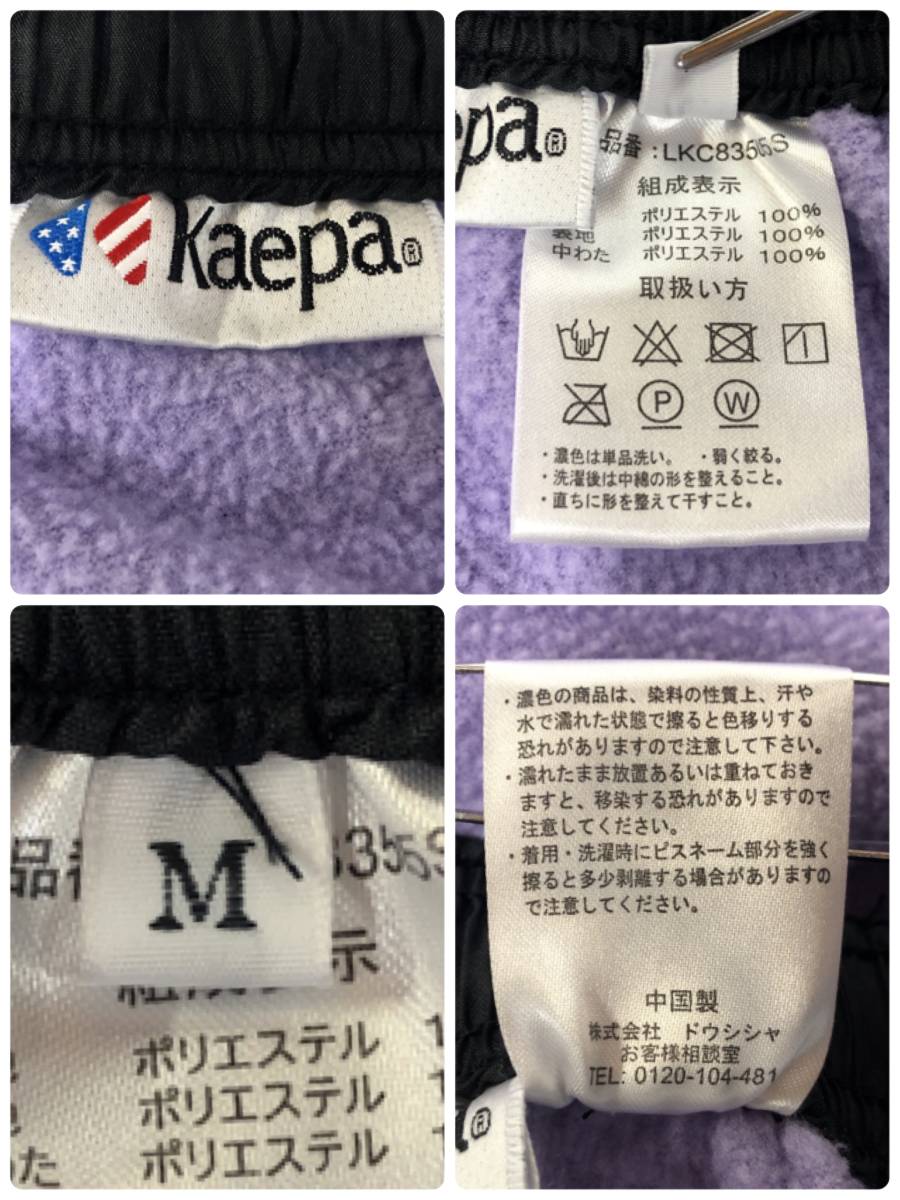 Kaepa®
pa®
品番:LKC83505S
組成表示
ポリエステル 100%
裏地 ポリエステル 100%
中わた ポリエステル 100%
取扱い方
P W
・濃色は単品洗い。 ・弱く絞る。
・洗濯後は中綿の形を整えること。
・直ちに形を整えて干すこと。
M
ポリエステル
ポリエステル
わた ポリエステル
・濃色の商品は、染料の性質上、汗や
水で濡れた状態で擦ると色移りする
恐れがありますので注意して下さい。
・濡れたまま放置あるいは重ねておき
ますと、移染する恐れがありますので
注意してください。
・着用・洗濯時にピスネーム部分を強く
擦ると多少剥離する場合がありますの
で注意してください。
中国製
株式会社 ドウシシャ
お客様相談室
TEL: 0120-104-481